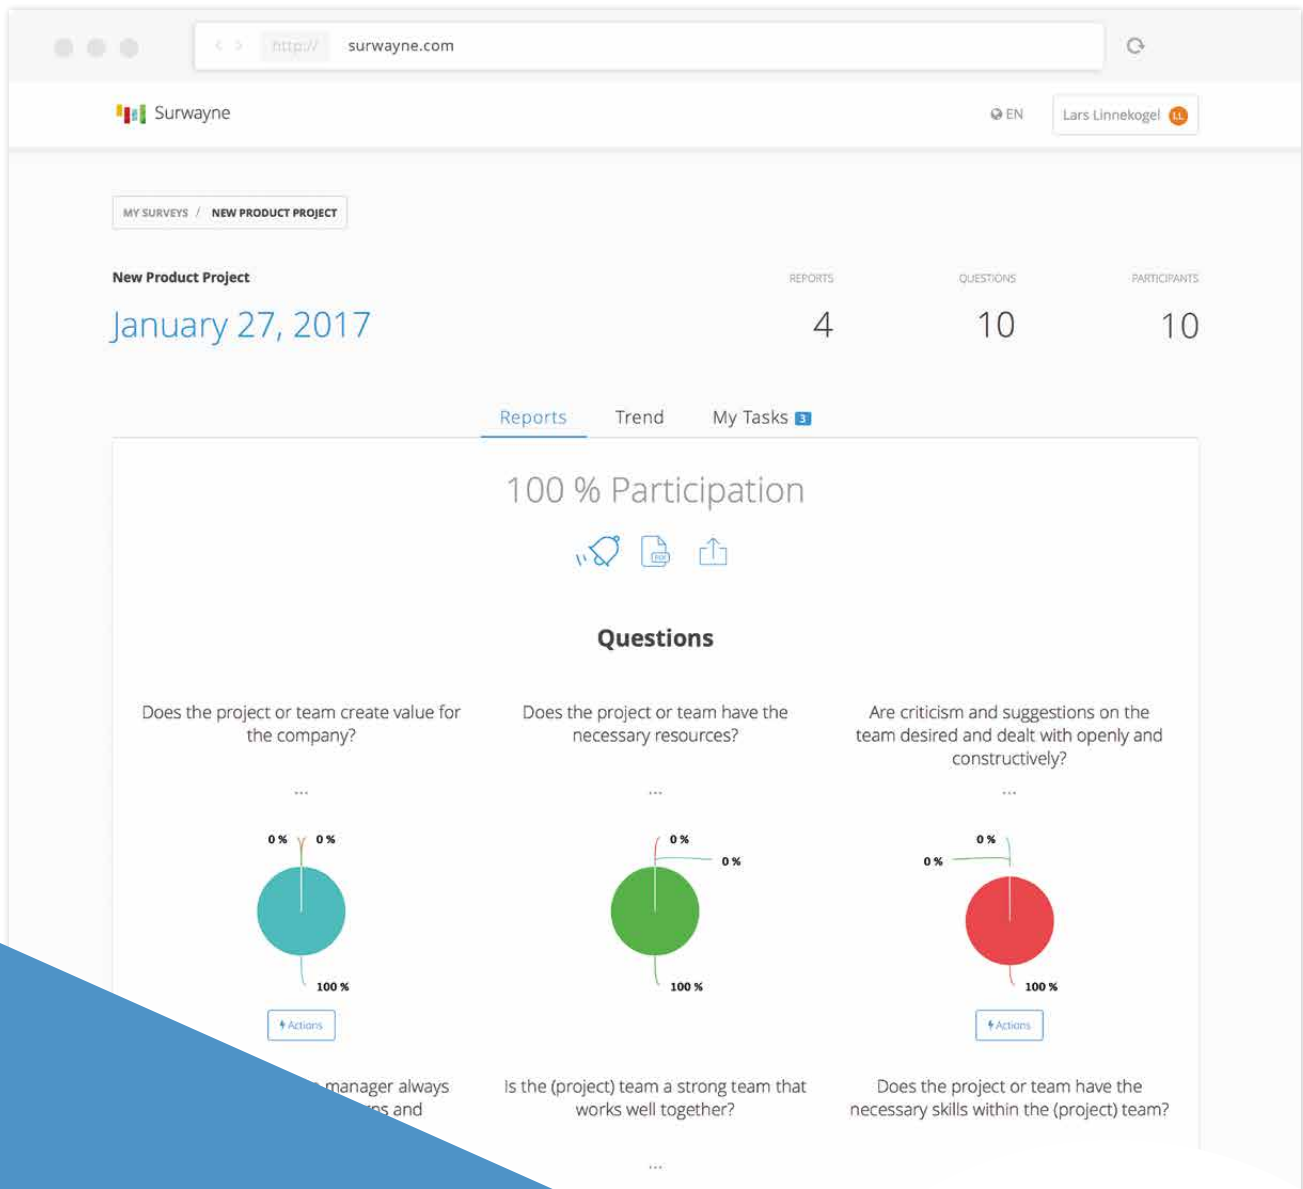 http:// surwayne.com
Surwayne
EN
Lars Linnekogel LL
MY SURVEYS / NEW PRODUCT PROJECT
New Product Project
January 27, 2017
REPORTS
4
QUESTIONS
10
PARTICIPANTS
10
Reports Trend My Tasks 3
100 % Participation
PDF
Questions
Does the project or team create value for
the company?
...
0 % 0 %
100 %
Actions
Does the project or team have the
necessary resources?
...
0 %
0 %
100 %
Are criticism and suggestions on the
team desired and dealt with openly and
constructively?
...
0 %
0 %
100 %
Actions
manager always
and
Is the (project) team a strong team that
works well together?
...
Does the project or team have the
necessary skills within the (project) team?